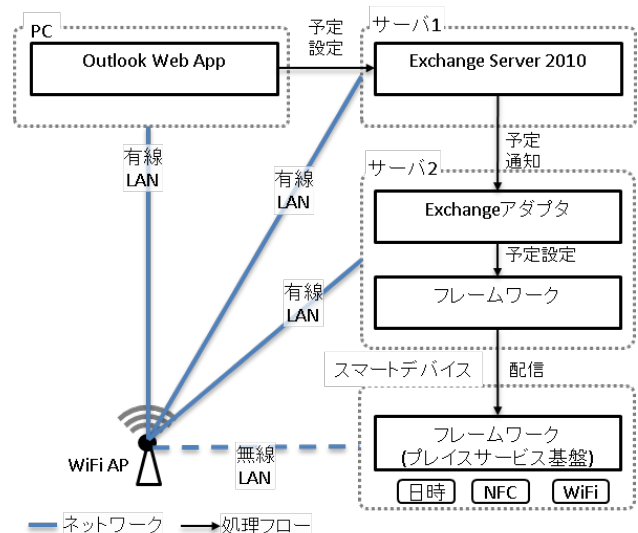 PC
Outlook Web App
予定
設定
サーバ1
Exchange Server 2010
予定
通知
有線
LAN
有線
LAN
サーバ2
Exchangeアダプタ
予定設定
有線
LAN
フレームワーク
スマートデバイス
配信
フレームワーク
(プレイスサービス基盤)
WiFi AP
無線
LAN
日時
NFC
WiFi
ネットワーク
処理フロー